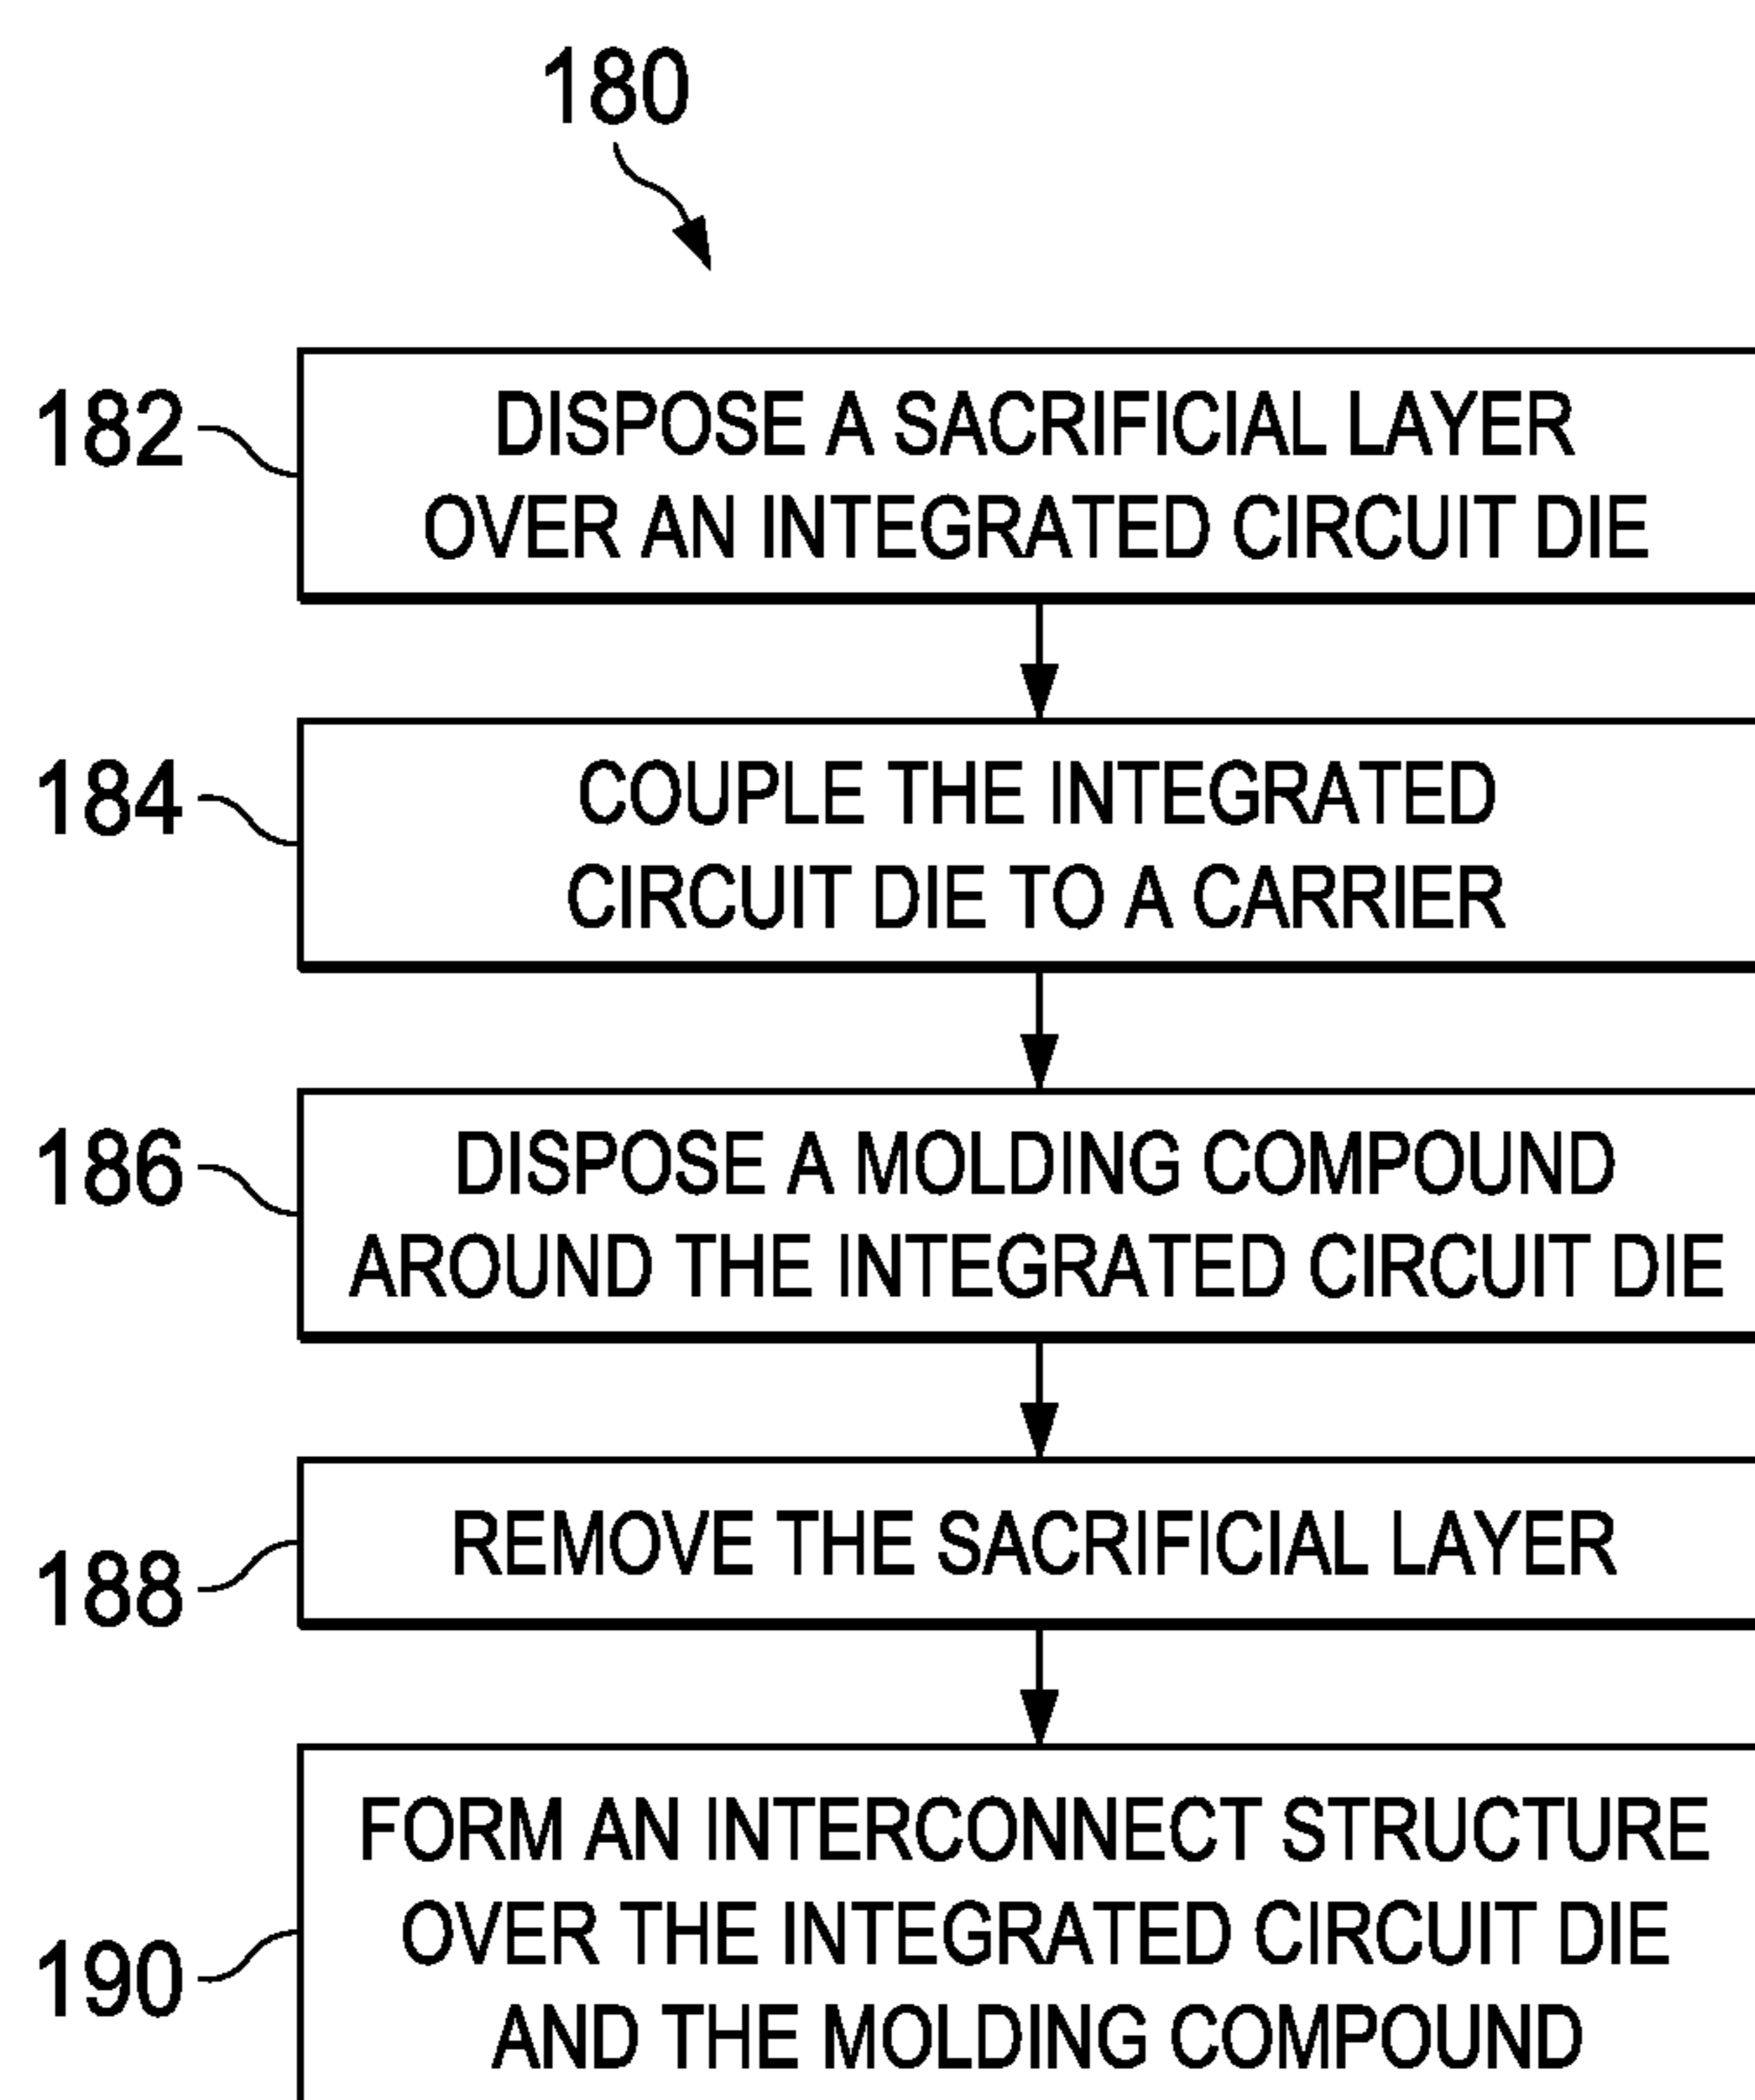 180
182
DISPOSE A SACRIFICIAL LAYER
OVER AN INTEGRATED CIRCUIT DIE
184
COUPLE THE INTEGRATED
CIRCUIT DIE TO A CARRIER
186
DISPOSE A MOLDING COMPOUND
AROUND THE INTEGRATED CIRCUIT DIE
188
REMOVE THE SACRIFICIAL LAYER
190
FORM AN INTERCONNECT STRUCTURE
OVER THE INTEGRATED CIRCUIT DIE
AND THE MOLDING COMPOUND